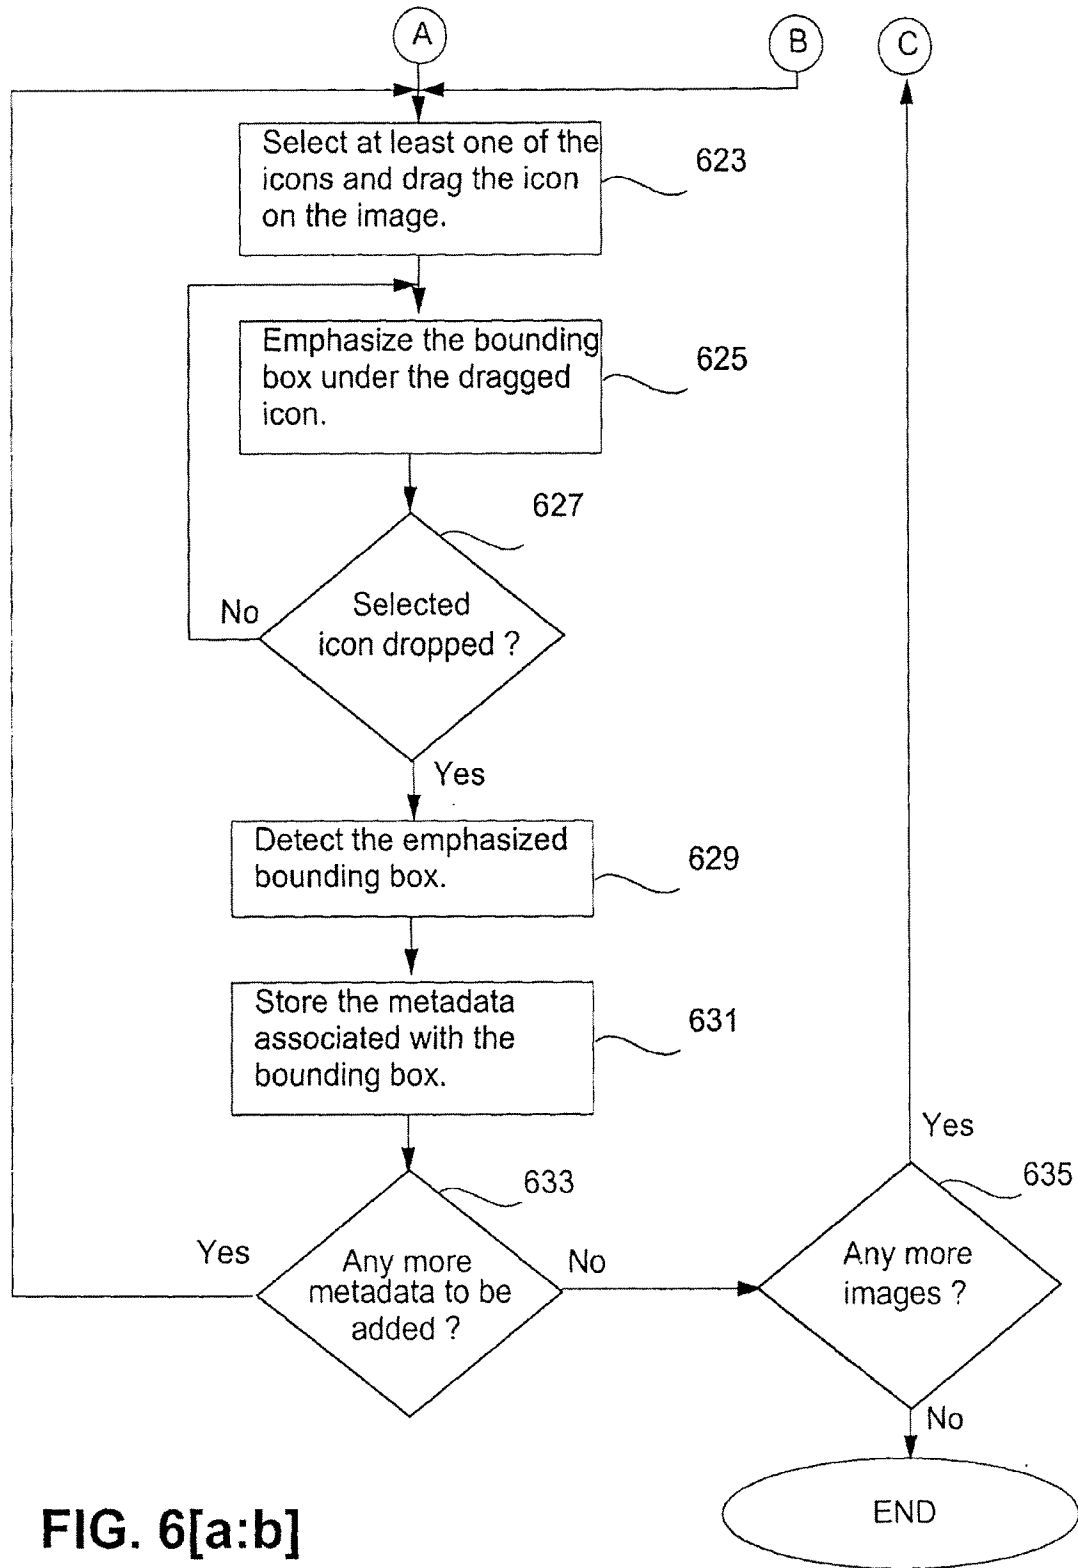 A
B
C
Select at least one of the
icons and drag the icon
on the image.
623
Emphasize the bounding
box under the dragged
icon.
625
627
Selected
icon dropped ?
No
Yes
Detect the emphasized
bounding box.
629
Store the metadata
associated with the
bounding box.
631
633
Yes
Any more
metadata to be
added ?
No
Yes
635
Any more
images ?
No
END
FIG. 6[a:b]